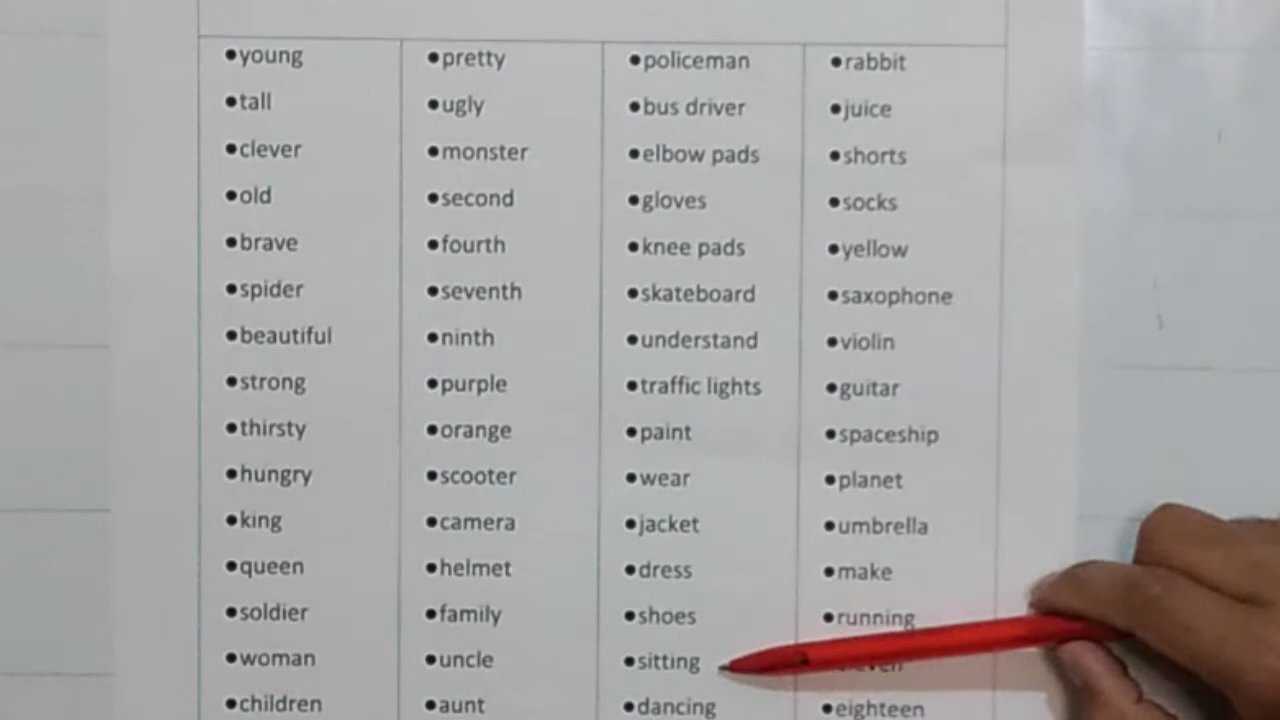 •young •pretty •policeman •rabbit
•tall •ugly •bus driver •juice
•clever •monster •elbow pads •shorts
•old •second •gloves •socks
•brave •fourth •knee pads •yellow
•spider •seventh •skateboard •saxophone
•beautiful •ninth •understand •violin
•strong •purple •traffic lights •guitar
•thirsty •orange •paint •spaceship
•hungry •scooter •wear •planet
•king •camera •jacket •umbrella
•queen •helmet •dress •make
•soldier •family •shoes •running
•woman •uncle •sitting
•children •aunt •dancing •eighteen